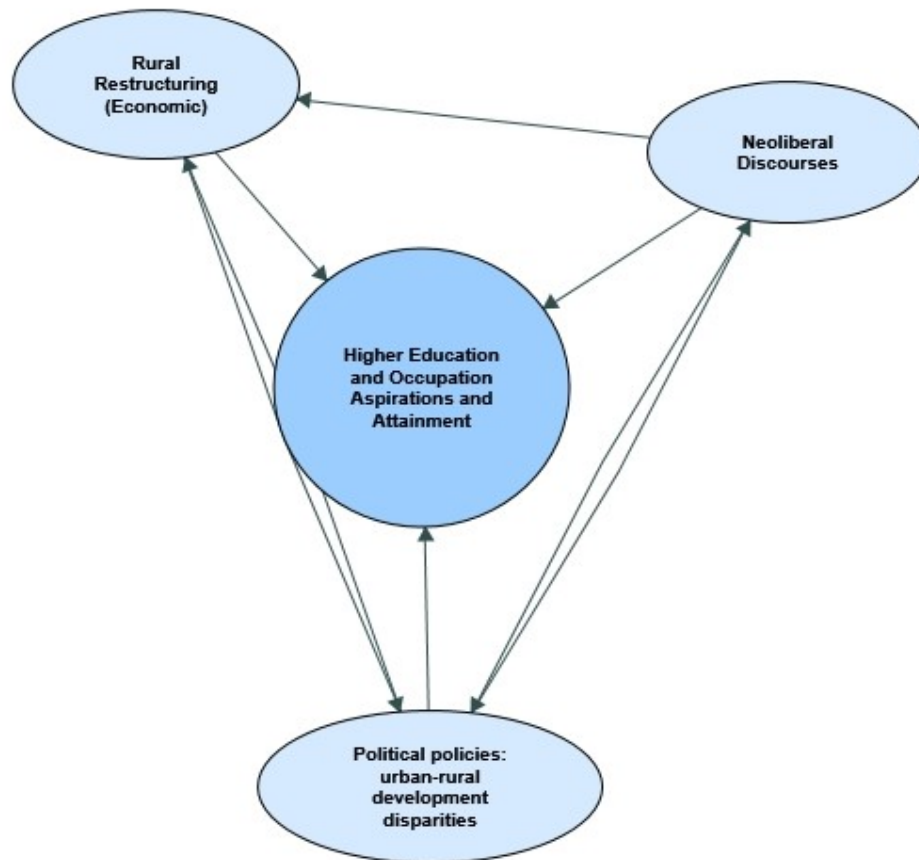 Rural
Restructuring
(Economic)
Neoliberal
Discourses
Higher Education
and Occupation
Aspirations and
Attainment
Political policies:
urban-rural
development
disparities